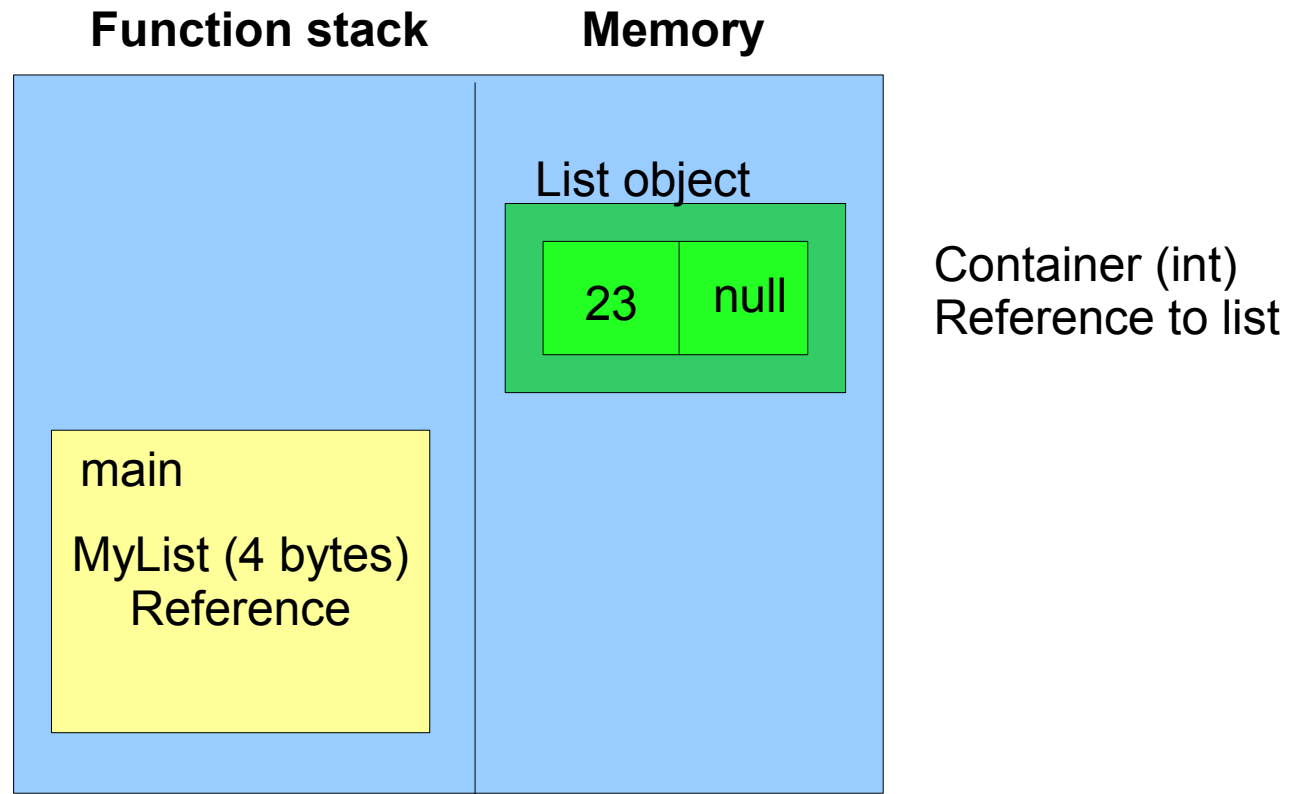 Function stack
Memory
List object
23
null
Container (int)
Reference to list
main
MyList (4 bytes)
Reference